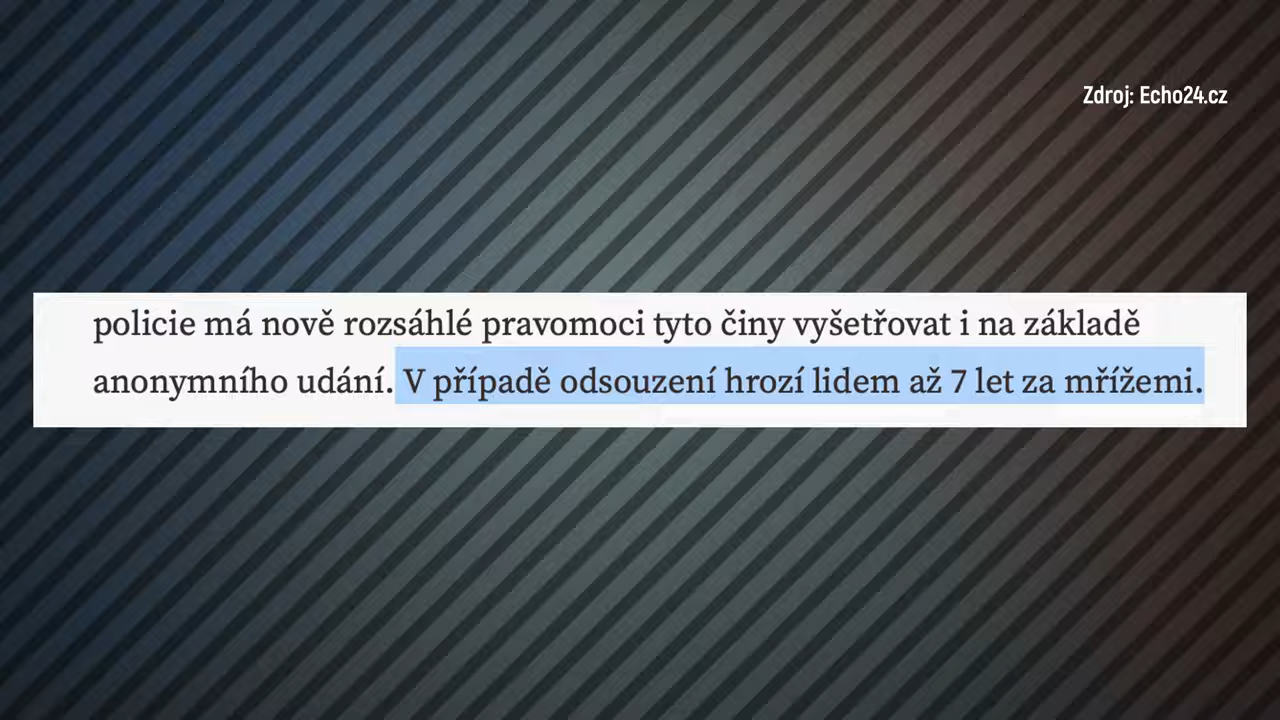 Zdroj: Echo24.cz
policie má nově rozsáhlé pravomoci tyto činy vyšetřovat i na základě
anonymního udání. V případě odsouzení hrozí lidem až 7 let za mřížemi.